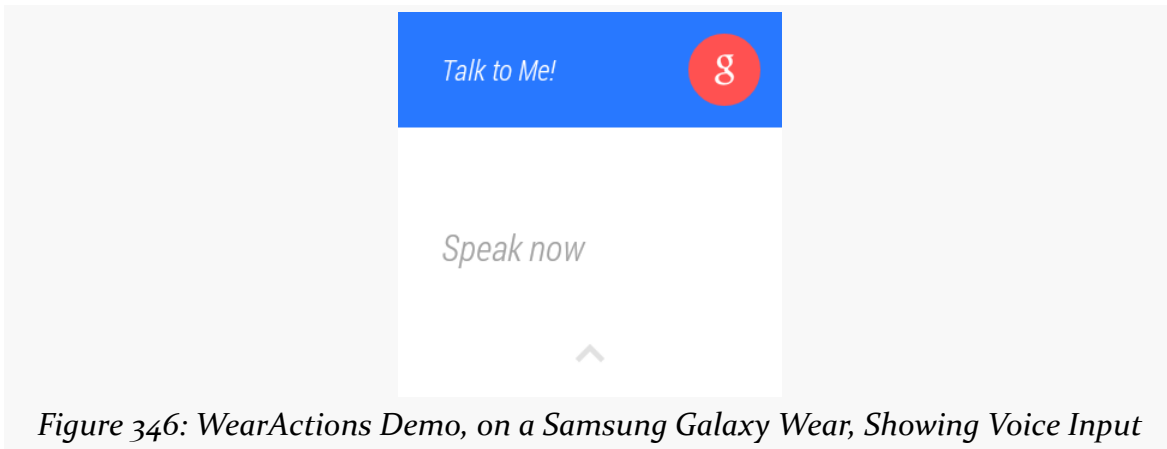 Talk to Me! g
Speak now
Figure 346: WearActions Demo, on a Samsung Galaxy Wear, Showing Voice Input